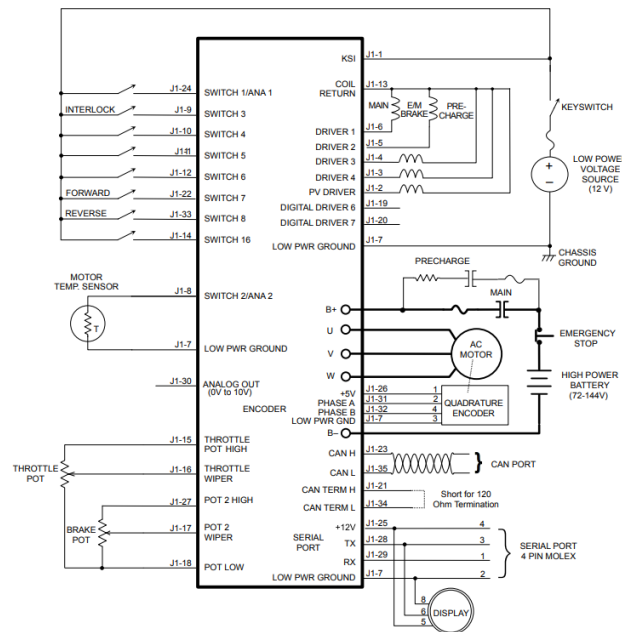 KSI
J1-1
J1-24
SWITCH 1/ANA 1
COIL
RETURN
J1-13
MAIN
E/M
BRAKE
PRE-
CHARGE
KEYSWITCH
INTERLOCK
J1-9
SWITCH 3
J1-10
SWITCH 4
DRIVER 1
J1-6
J1-11
SWITCH 5
DRIVER 2
J1-5
DRIVER 3
J1-4
LOW POWE
VOLTAGE
SOURCE
(12 V)
+
–
J1-12
SWITCH 6
DRIVER 4
J1-3
FORWARD
J1-22
SWITCH 7
PV DRIVER
J1-2
REVERSE
J1-33
SWITCH 8
DIGITAL DRIVER 6
J1-19
J1-14
SWITCH 16
DIGITAL DRIVER 7
J1-20
LOW PWR GROUND
J1-7
CHASSIS
GROUND
MOTOR
TEMP. SENSOR
T
J1-8
SWITCH 2/ANA 2
PRECHARGE
MAIN
B+
U
V
W
AC
MOTOR
EMERGENCY
STOP
J1-7
LOW PWR GROUND
HIGH POWER
BATTERY
(72-144V)
J1-30
ANALOG OUT
(0V to 10V)
ENCODER
+5V
J1-26
1
PHASE A
J1-31
2
PHASE B
J1-32
4
LOW PWR GND
J1-7
3
QUADRATURE
ENCODER
B–
J1-15
THROTTLE
POT HIGH
THROTTLE
POT
J1-16
THROTTLE
WIPER
CAN H
J1-23
CAN L
J1-35
CAN PORT
J1-27
POT 2 HIGH
CAN TERM H
J1-21
CAN TERM L
J1-34
Short for 120
Ohm Termination
BRAKE
POT
J1-17
POT 2
WIPER
SERIAL
PORT
+12V
J1-25
4
TX
J1-28
3
RX
J1-29
1
SERIAL PORT
4 PIN MOLEX
J1-18
POT LOW
LOW PWR GROUND
J1-7
2
8
6
5
DISPLAY